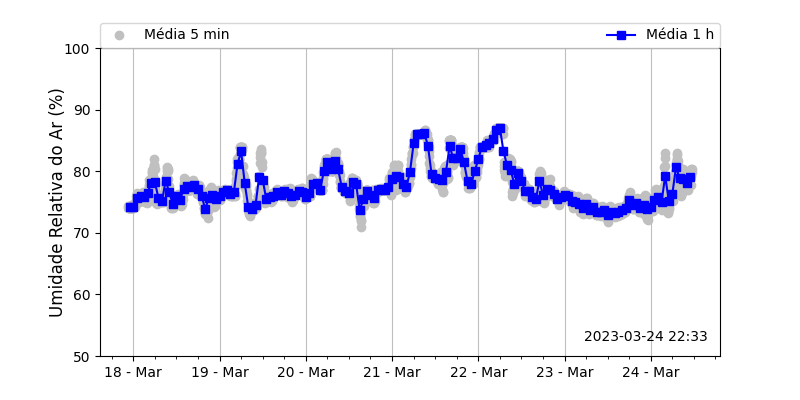 Média 5 min
Média 1 h
100
90
80
70
60
50
Umidade Relativa do Ar (%)
2023-03-24 22:33
18 - Mar
19 - Mar
20 - Mar
21 - Mar
22 - Mar
23 - Mar
24 - Mar